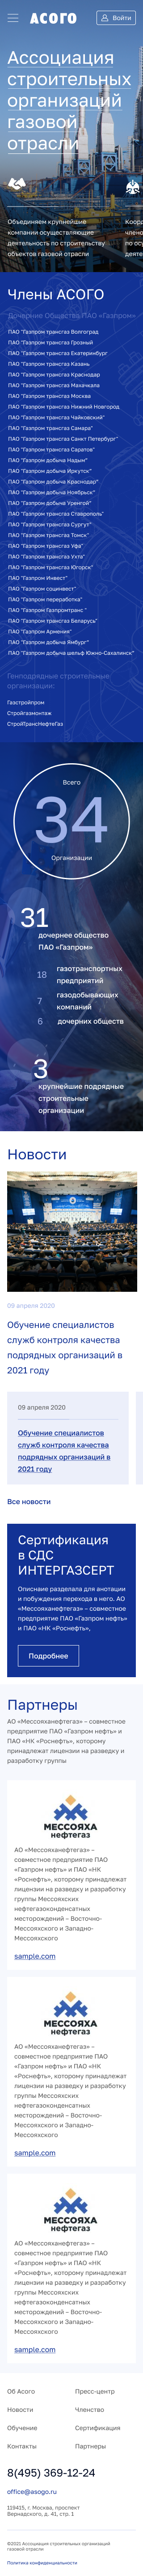 АСОГО
Войти
Ассоциация
строительных
организаций
газовой
отрасли
Объединяем крупнейшие
компании осуществляющие
деятельность по строительству
объектов газовой отрасли
Члены АСОГО
Дочерние Общества ПАО «Газпром»
ПАО "Газпром трансгаз Волгоград
ПАО "Газпром трансгаз Грозный
ПАО "Газпром трансгаз Екатеринбург
ПАО "Газпром трансгаз Казань
ПАО "Газпром трансгаз Краснодар
ПАО "Газпром трансгаз Махачкала
ПАО "Газпром трансгаз Москва
ПАО "Газпром трансгаз Нижний Новгород
ПАО "Газпром трансгаз Чайковский"
ПАО "Газпром трансгаз Самара"
ПАО "Газпром трансгаз Санкт Петербург"
ПАО "Газпром трансгаз Саратов"
ПАО "Газпром добыча Надым"
ПАО "Газпром добыча Иркутск"
ПАО "Газпром добыча Краснодар"
ПАО "Газпром добыча Ноябрьск"
ПАО "Газпром добыча Уренгой"
ПАО "Газпром трансгаз Ставрополь"
ПАО "Газпром трансгаз Сургут"
ПАО "Газпром трансгаз Томск"
ПАО "Газпром трансгаз Уфа"
ПАО "Газпром трансгаз Ухта"
ПАО "Газпром трансгаз Югорск"
ПАО "Газпром Инвест"
ПАО "Газпром социнвест"
ПАО "Газпром переработка"
ПАО "Газпром Газпромтранс "
ПАО "Газпром трансгаз Беларусь"
ПАО "Газпром Армения"
ПАО "Газпром добыча Ямбург"
ПАО "Газпром добыча шельф Южно-Сахалинск"
Генподрядные строительные
организации:
Газстройпром
Стройгазмонтаж
СтройТрансНефтеГаз
Всего
34
Организации
31
дочернее общество
ПАО «Газпром»
18
газотранспортных
предприятий
7
газодобывающих
компаний
6
дочерних обществ
3
крупнейшие подрядные
строительные
организации
Новости
09 апреля 2020
Обучение специалистов
служб контроля качества
подрядных организаций в
2021 году
09 апреля 2020
Обучение специалистов
служб контроля качества
подрядных организаций в
2021 году
Все новости
Сертификация
в СДС
ИНТЕРГАЗСЕРТ
Описание разделала для анотации
и побуждения перехода в него. АО
«Мессояханефтегаз» – совместное
предприятие ПАО «Газпром нефть»
и ПАО «НК «Роснефть»,
Подробнее
Партнеры
АО «Мессояханефтегаз» – совместное
предприятие ПАО «Газпром нефть» и
ПАО «НК «Роснефть», которому
принадлежат лицензии на разведку и
разработку группы
МЕССОЯХА
нефтегаз
АО «Мессояханефтегаз» –
совместное предприятие ПАО
«Газпром нефть» и ПАО «НК
«Роснефть», которому принадлежат
лицензии на разведку и разработку
группы Мессояхских
нефтегазоконденсатных
месторождений – Восточно-
Мессояхского и Западно-
Мессояхского
sample.com
МЕССОЯХА
нефтегаз
АО «Мессояханефтегаз» –
совместное предприятие ПАО
«Газпром нефть» и ПАО «НК
«Роснефть», которому принадлежат
лицензии на разведку и разработку
группы Мессояхских
нефтегазоконденсатных
месторождений – Восточно-
Мессояхского и Западно-
Мессояхского
sample.com
МЕССОЯХА
нефтегаз
АО «Мессояханефтегаз» –
совместное предприятие ПАО
«Газпром нефть» и ПАО «НК
«Роснефть», которому принадлежат
лицензии на разведку и разработку
группы Мессояхских
нефтегазоконденсатных
месторождений – Восточно-
Мессояхского и Западно-
Мессояхского
sample.com
Об Асого
Пресс-центр
Новости
Членство
Обучение
Сертификация
Контакты
Партнеры
8(495) 369-12-24
office@asogo.ru
119415, г. Москва, проспект
Вернадского, д. 41, стр. 1
©2021 Ассоциация строительных организаций
газовой отрасли
Политика конфиденциальности